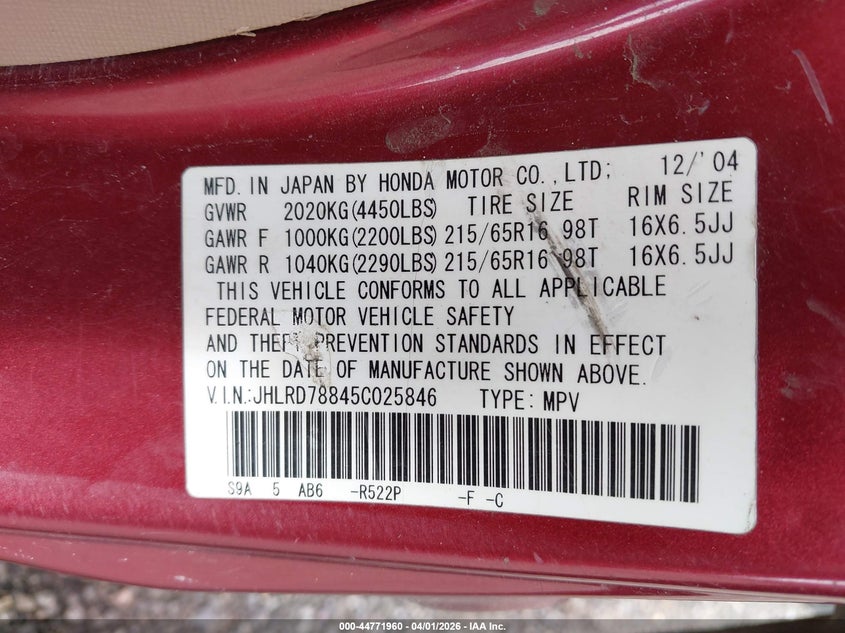 MFD. IN JAPAN BY HONDA MOTOR CO., LTD; 12/'04
GVWR 2020KG(4450LBS) TIRE SIZE RIM SIZE
GAWR F 1000KG(2200LBS) 215/65R16 98T 16X6.5JJ
GAWR R 1040KG(2290LBS) 215/65R16 98T 16X6.5JJ
THIS VEHICLE CONFORMS TO ALL APPLICABLE
FEDERAL MOTOR VEHICLE SAFETY
AND THEFT PREVENTION STANDARDS IN EFFECT
ON THE DATE OF MANUFACTURE SHOWN ABOVE.
V.I.N.:JHLRD78845C025846 TYPE: MPV
S9A 5 AB6 -R522P -F -C
000-44771960 - 04/01/2026 - IAA Inc.